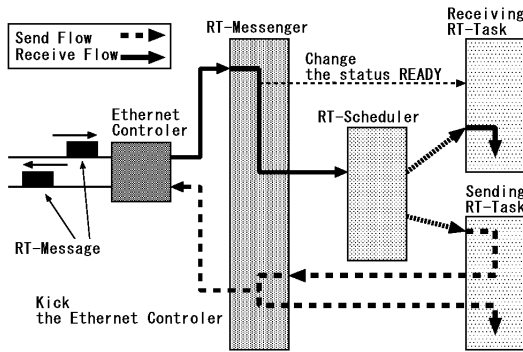 Send Flow
Receive Flow
RT-Messenger
Receiving
RT-Task
Change
the status READY
Ethernet
Controler
RT-Scheduler
Sending
RT-Task
RT-Message
Kick
the Ethernet Controler